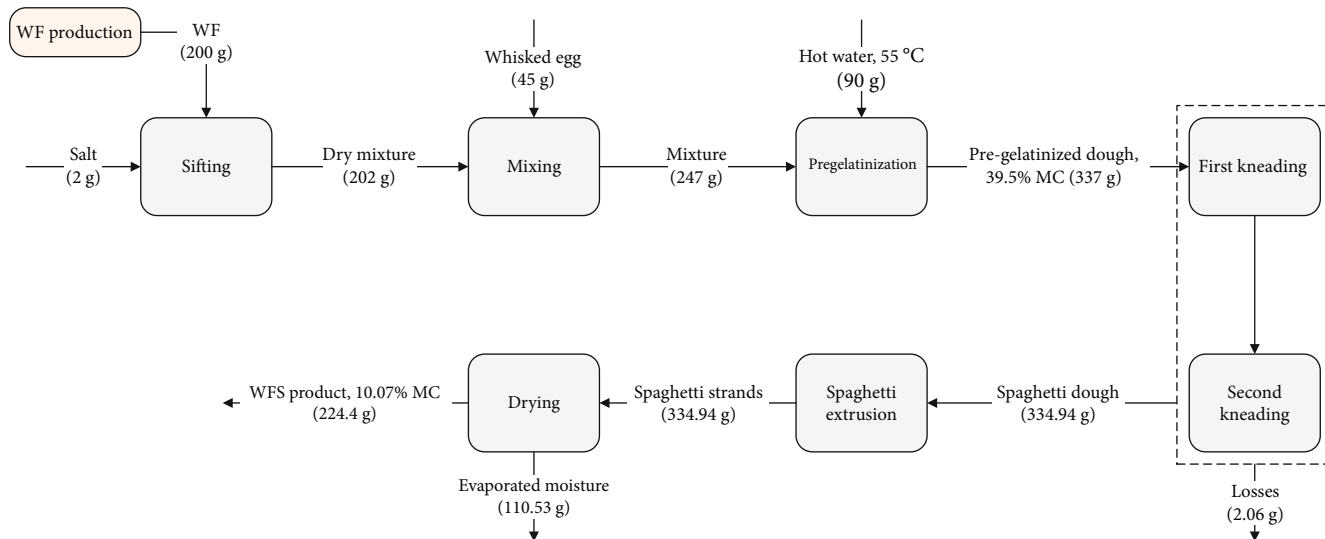 WF production
WF
(200 g)
Whisked egg
(45 g)
Hot water, 55 °C
(90 g)
Salt
(2 g)
Sifting
Dry mixture
(202 g)
Mixing
Mixture
(247 g)
Pregelatinization
Pre-gelatinized dough,
39.5% MC (337 g)
First kneading
WFS product, 10.07% MC
(224.4 g)
Drying
Spaghetti strands
(334.94 g)
Spaghetti
extrusion
Spaghetti dough
(334.94 g)
Second
kneading
Evaporated moisture
(110.53 g)
Losses
(2.06 g)